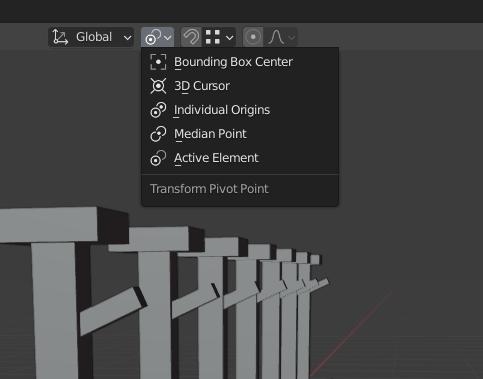 Global
Bounding Box Center
3D Cursor
Individual Origins
Median Point
Active Element
Transform Pivot Point